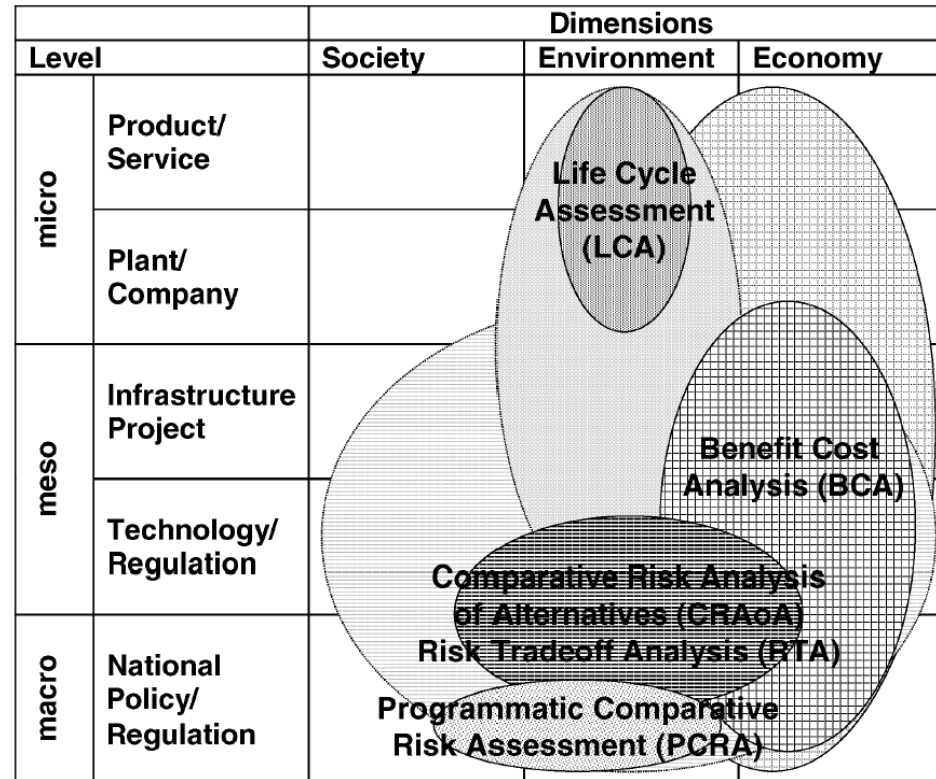 Dimensions
Level Society Environment Economy
micro
Product/
Service
Plant/
Company
Life Cycle
Assessment
(LCA)
meso
Infrastructure
Project
Technology/
Regulation
Benefit Cost
Analysis (BCA)
Comparative Risk Analysis
of Alternatives (CRAoA)
Risk Tradeoff Analysis (RTA)
macro
National
Policy/
Regulation
Programmatic Comparative
Risk Assessment (PCRA)